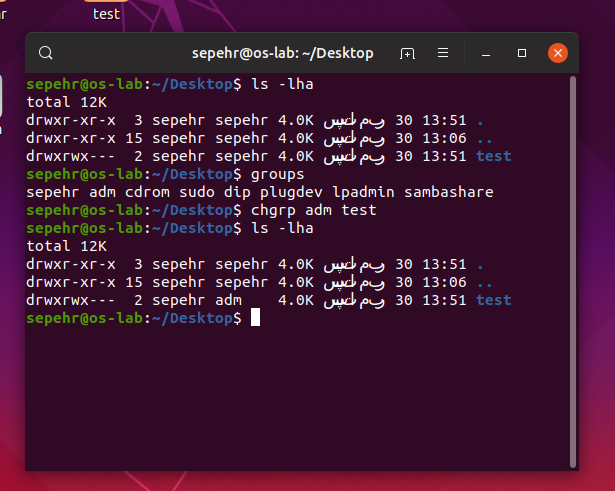 test
sepehr@os-lab: ~/Desktop
sepehr@os-lab:~/Desktop$ ls -lha
total 12K
drwxr-xr-x  3 sepehr sepehr 4.0K سپتامبر 30 13:51 .
drwxr-xr-x 15 sepehr sepehr 4.0K سپتامبر 30 13:06 ..
drwxrwx---  2 sepehr sepehr 4.0K سپتامبر 30 13:51 test
sepehr@os-lab:~/Desktop$ groups
sepehr adm cdrom sudo dip plugdev lpadmin sambashare
sepehr@os-lab:~/Desktop$ chgrp adm test
sepehr@os-lab:~/Desktop$ ls -lha
total 12K
drwxr-xr-x  3 sepehr sepehr 4.0K سپتامبر 30 13:51 .
drwxr-xr-x 15 sepehr sepehr 4.0K سپتامبر 30 13:06 ..
drwxrwx---  2 sepehr adm    4.0K سپتامبر 30 13:51 test
sepehr@os-lab:~/Desktop$